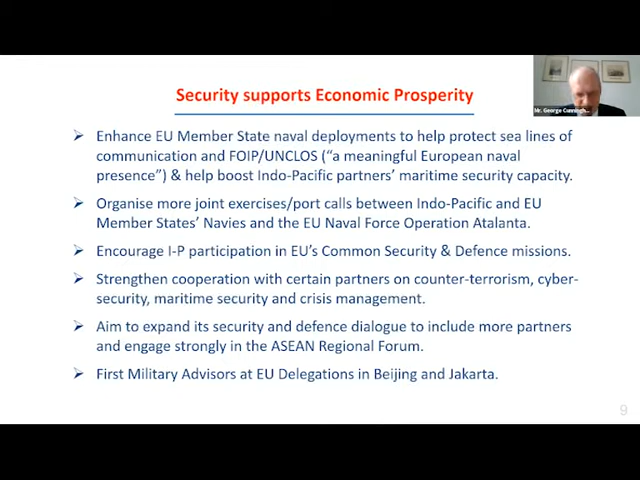 Security supports Economic Prosperity
Mr. George Cunningh
➢ Enhance EU Member State naval deployments to help protect sea lines of
communication and FOIP/UNCLOS (“a meaningful European naval
presence”) & help boost Indo-Pacific partners’ maritime security capacity.
➢ Organise more joint exercises/port calls between Indo-Pacific and EU
Member States’ Navies and the EU Naval Force Operation Atalanta.
➢ Encourage I-P participation in EU’s Common Security & Defence missions.
➢ Strengthen cooperation with certain partners on counter-terrorism, cyber-
security, maritime security and crisis management.
➢ Aim to expand its security and defence dialogue to include more partners
and engage strongly in the ASEAN Regional Forum.
➢ First Military Advisors at EU Delegations in Beijing and Jakarta.
9